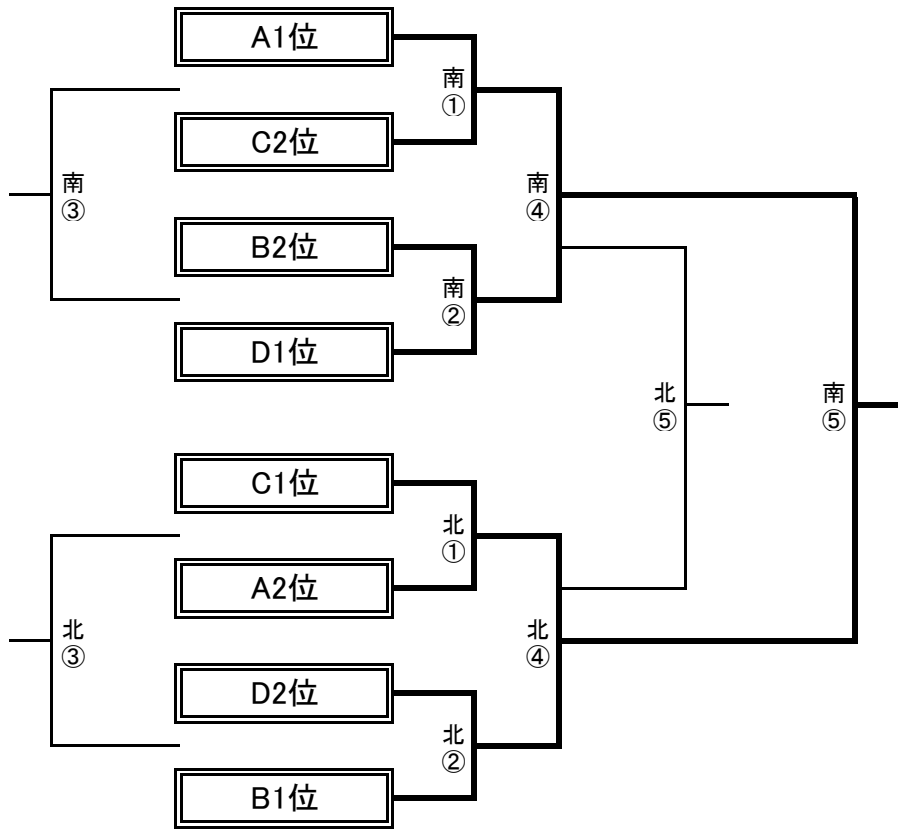 A1位
南
①
C2位
南
③
南
④
B2位
南
②
D1位
北
⑤
南
⑤
C1位
北
①
A2位
北
③
北
④
D2位
北
②
B1位